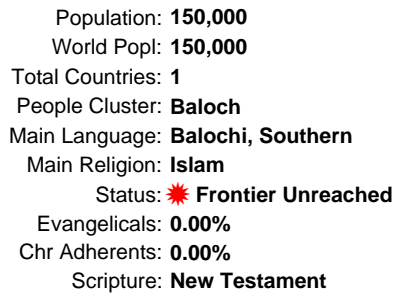 Population: 150,000
World Popl: 150,000
Total Countries: 1
People Cluster: Baloch
Main Language: Balochi, Southern
Main Religion: Islam
Status: Frontier Unreached
Evangelicals: 0.00%
Chr Adherents: 0.00%
Scripture: New Testament